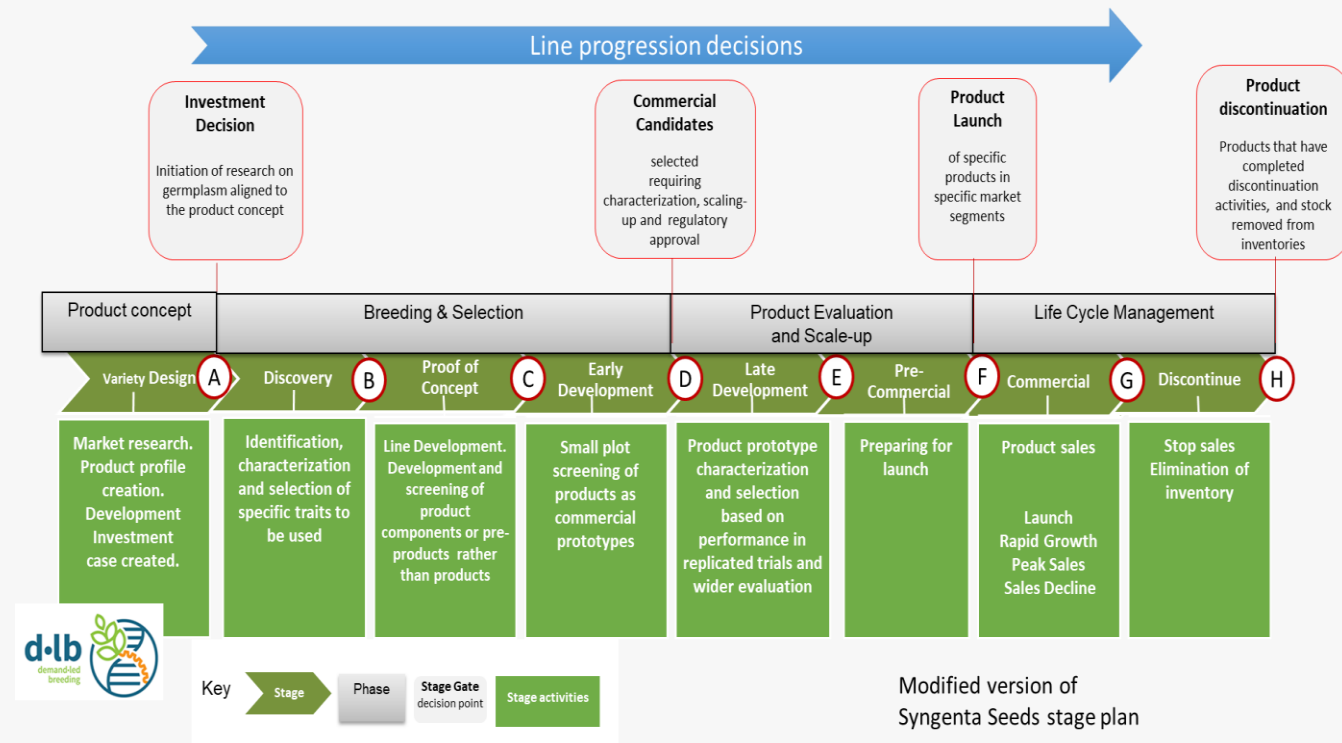 Line progression decisions
Investment
Decision
Initiation of research on
germplasm aligned to
the product concept
Commercial
Candidates
selected
requiring
characterization, scaling-
up and regulatory
approval
Product
Launch
of specific
products in
specific market
segments
Product
discontinuation
Products that have
completed
discontinuation
activities, and stock
removed from
inventories
Product concept
Breeding & Selection
Product Evaluation
and Scale-up
Life Cycle Management
Variety Design
A
Discovery
B
Proof of
Concept
C
Early
Development
D
Late
Development
E
Pre-
Commercial
F
Commercial
G
Discontinue
H
Market research.
Product profile
creation.
Development
Investment
case created.
Identification,
characterization
and selection of
specific traits to
be used
Line Development.
Development and
screening of
product
components or pre-
products rather
than products
Small plot
screening of
products as
commercial
prototypes
Product prototype
characterization
and selection
based on
performance in
replicated trials and
wider evaluation
Preparing for
launch
Product sales
Launch
Rapid Growth
Peak Sales
Sales Decline
Stop sales
Elimination of
inventory
d·lb
demand-led
breeding
Key
Stage
Phase
Stage Gate
decision point
Stage activities
Modified version of
Syngenta Seeds stage plan